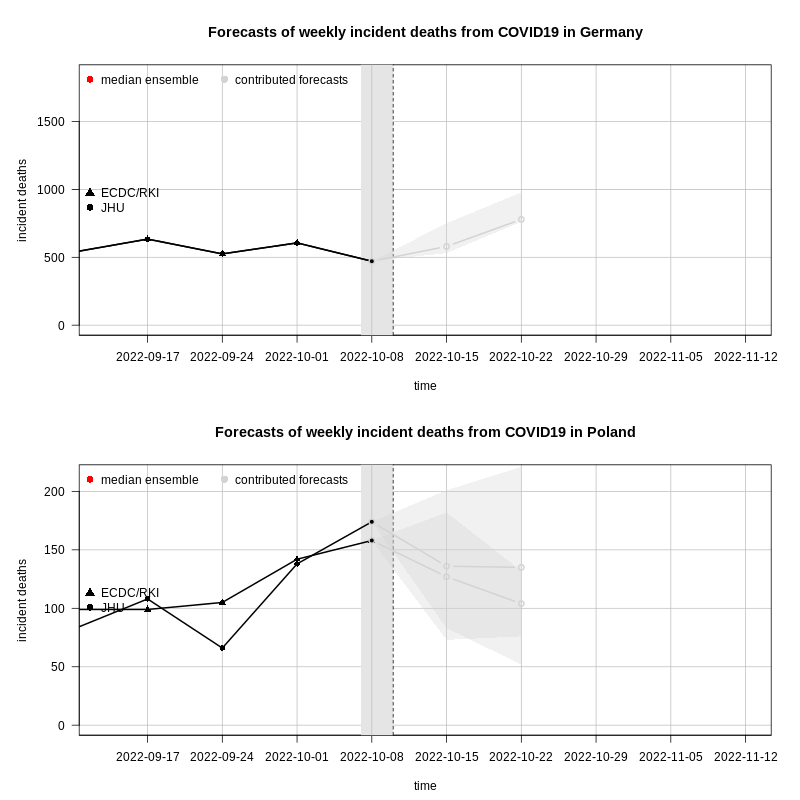 Forecasts of weekly incident deaths from COVID19 in Germany
median ensemble contributed forecasts
1500
1000
500
0
incident deaths
ECDC/RKI
JHU
2022-09-17 2022-09-24 2022-10-01 2022-10-08 2022-10-15 2022-10-22 2022-10-29 2022-11-05 2022-11-12
time
Forecasts of weekly incident deaths from COVID19 in Poland
median ensemble contributed forecasts
200
150
100
50
0
incident deaths
ECDC/RKI
JHU
2022-09-17 2022-09-24 2022-10-01 2022-10-08 2022-10-15 2022-10-22 2022-10-29 2022-11-05 2022-11-12
time